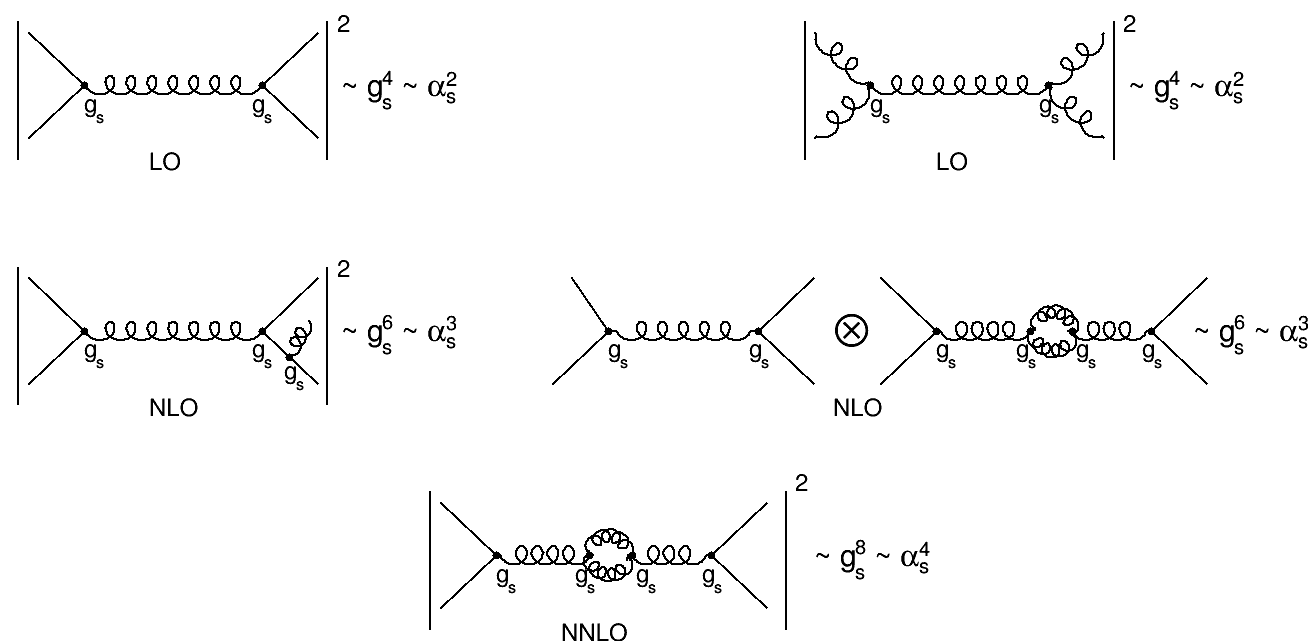 2 2
~ g_s^4 ~ α_s^2 ~ g_s^4 ~ α_s^2
g_s g_s g_s g_s
LO LO
2
~ g_s^6 ~ α_s^3 ⊗ ~ g_s^6 ~ α_s^3
g_s g_s g_s g_s g_s g_s g_s g_s
g_s
NLO NLO
2
~ g_s^8 ~ α_s^4
g_s g_s g_s g_s
NNLO